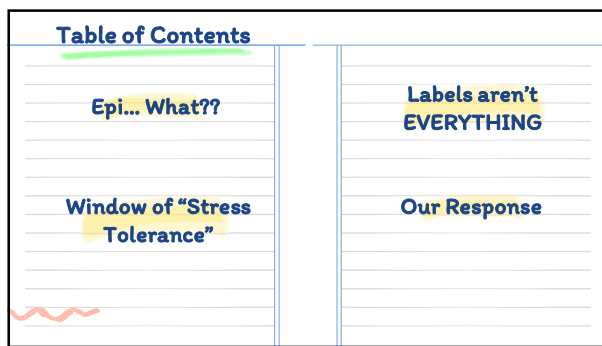 Table of Contents
Epi... What??
Labels aren't
EVERYTHING
Window of “Stress
Tolerance”
Our Response